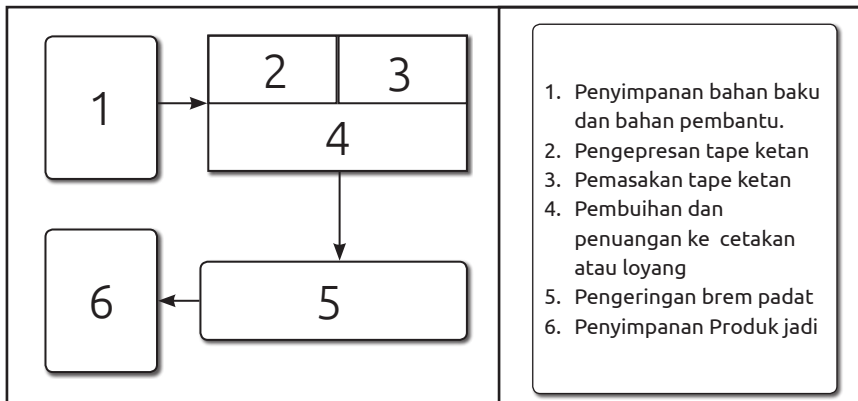 1
2
3
4
5
6
1. Penyimpanan bahan baku
dan bahan pembantu.
2. Pengepresan tape ketan
3. Pemasakan tape ketan
4. Pembuihan dan
penuangan ke cetakan
atau loyang
5. Pengeringan brem padat
6. Penyimpanan Produk jadi